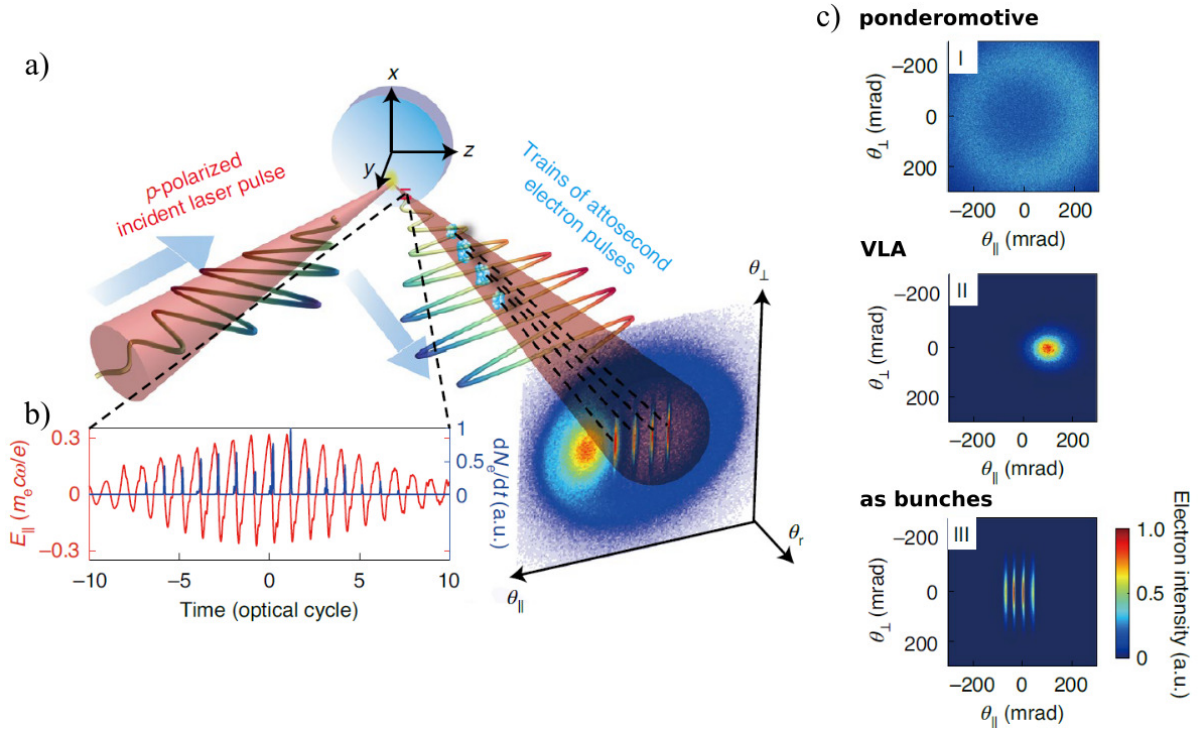 a)
x
z
y
p-polarized
incident laser pulse
Trains of attosecond
electron pulses
θ⊥
θr
θ||
b)
E|| (mecω/e)
0.3
0
−0.3
1
0.5
0
dNe/dt (a.u.)
−10 −5 0 5 10
Time (optical cycle)
c) ponderomotive
I
θ⊥ (mrad)
−200
0
200
−200 0 200
θ|| (mrad)
VLA
II
θ⊥ (mrad)
−200
0
200
−200 0 200
θ|| (mrad)
as bunches
III
θ⊥ (mrad)
−200
0
200
−200 0 200
θ|| (mrad)
1.0
0.5
0
Electron intensity (a.u.)